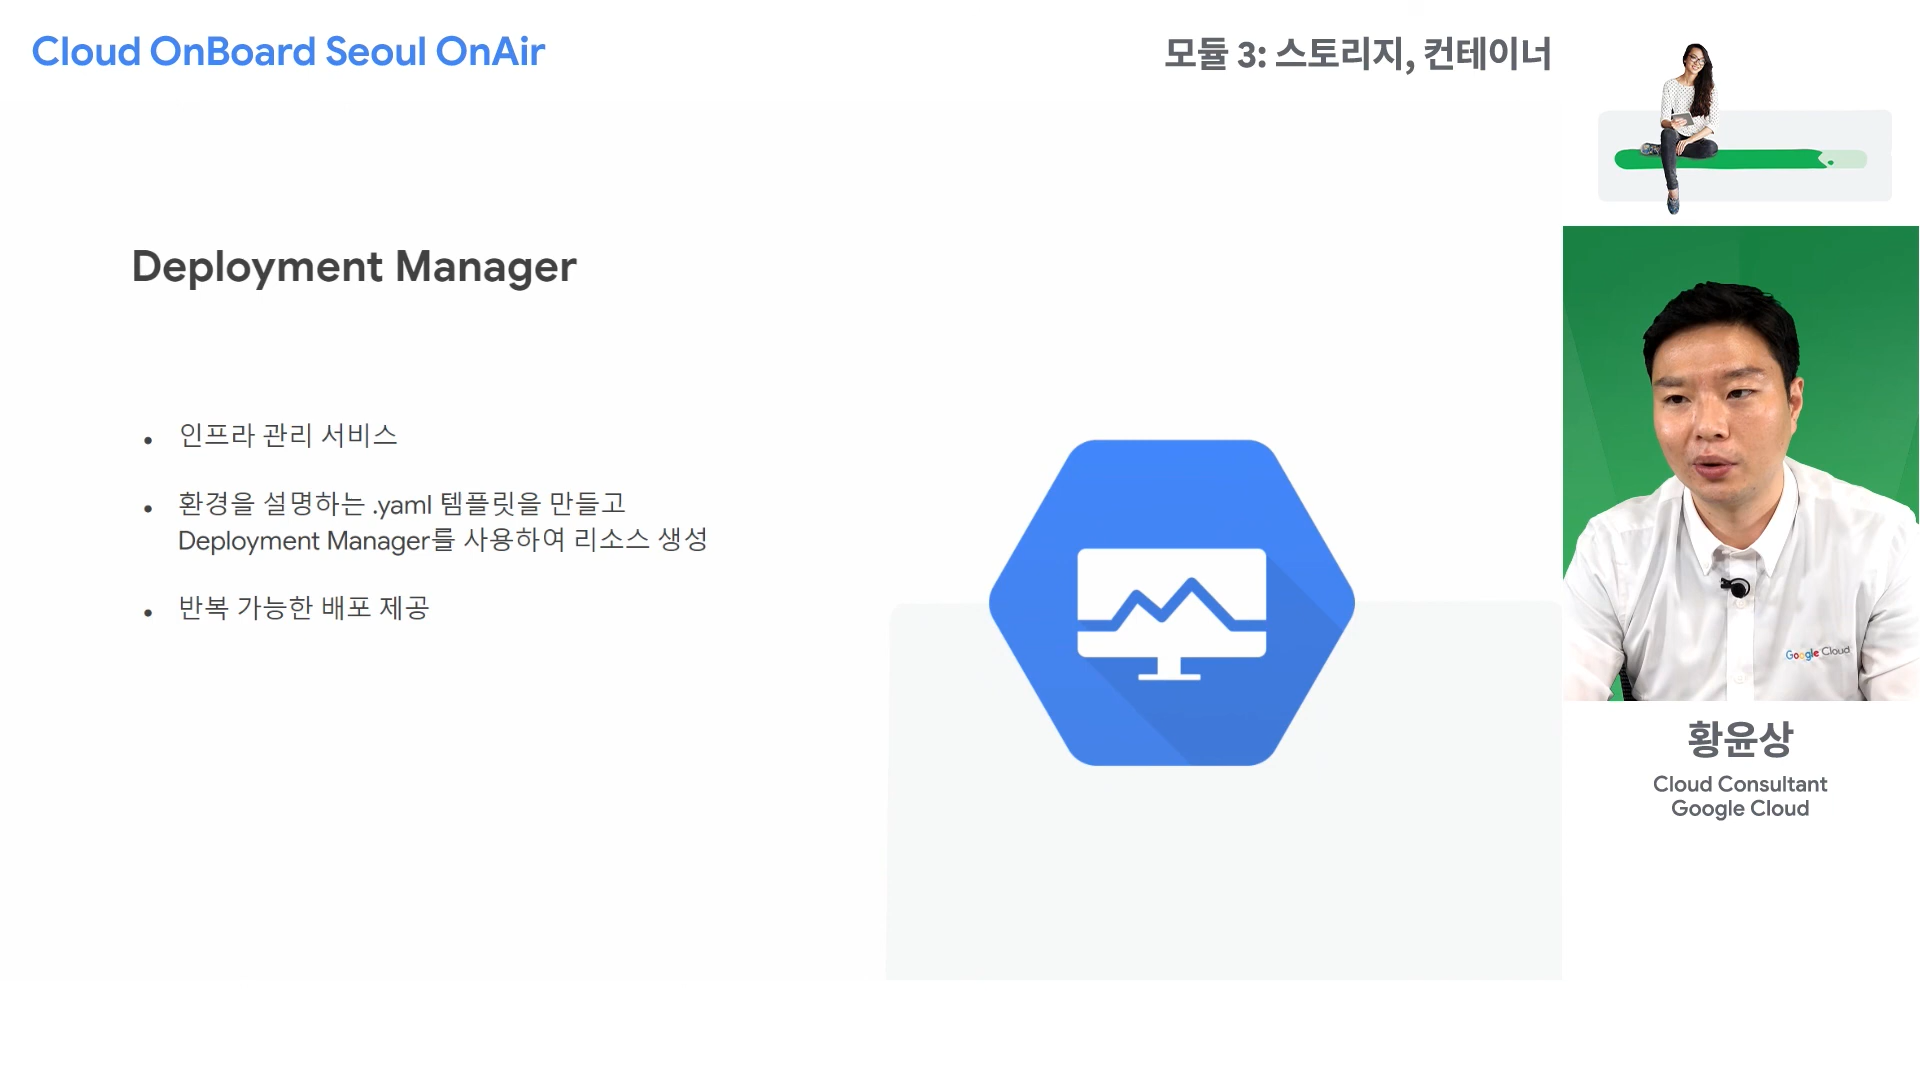 Cloud OnBoard Seoul OnAir
모듈 3: 스토리지, 컨테이너
Deployment Manager
• 인프라 관리 서비스
• 환경을 설명하는 .yaml 템플릿을 만들고
Deployment Manager를 사용하여 리소스 생성
• 반복 가능한 배포 제공
Google Cloud
황윤상
Cloud Consultant
Google Cloud